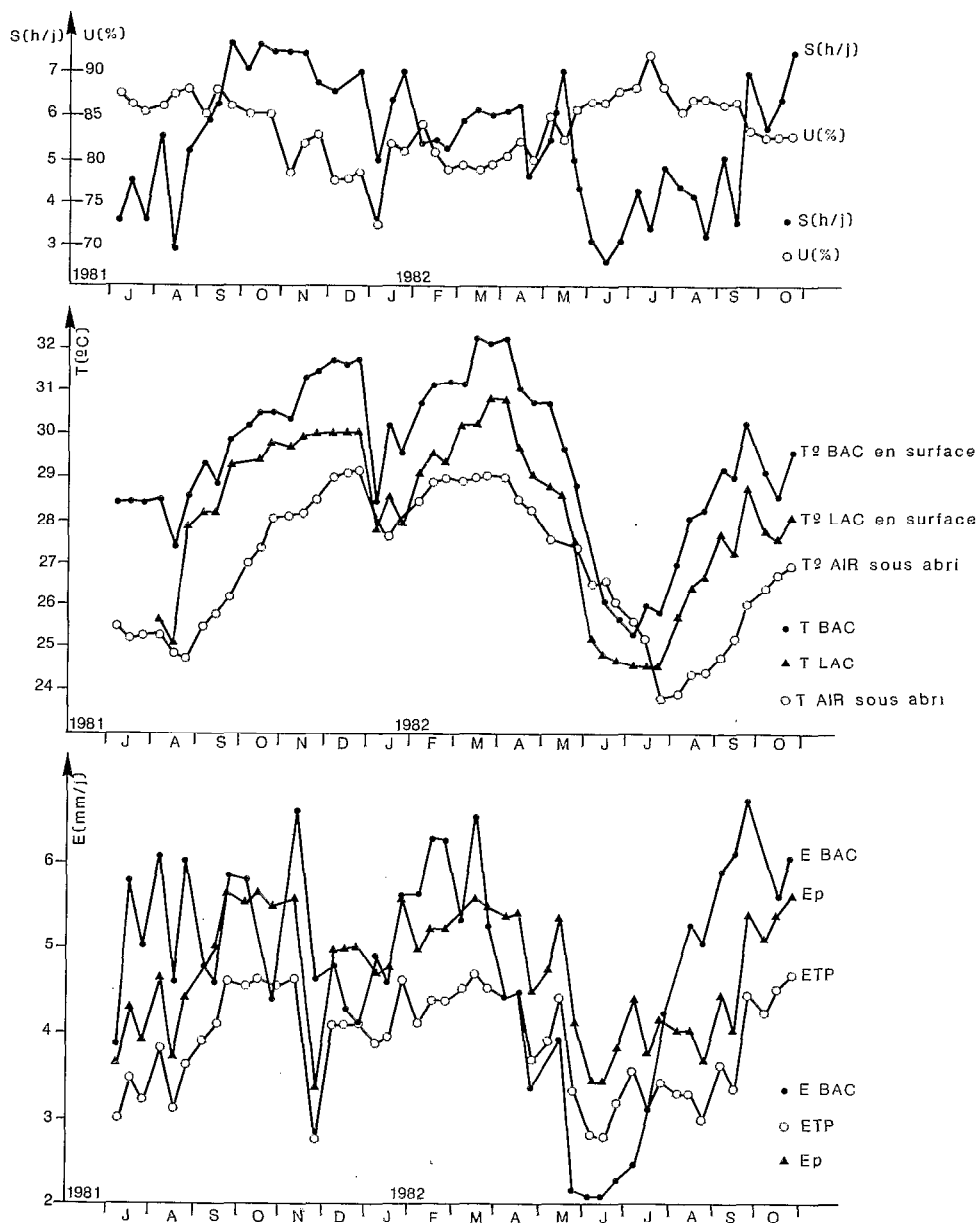 S(h/j) U(%)
7 90
6 85
5 80
4 75
3 70
S(h/j)
U(%)
S(h/j)
U(%)
1981 1982
J A S O N D J F M A M J J A S O
T(ºC)
32
31
30
29
28
27
26
25
24
Tº BAC en surface
Tº LAC en surface
Tº AIR sous abri
T BAC
T LAC
T AIR sous abri
1981 1982
J A S O N D J F M A M J J A S O
E(mm/j)
6
5
4
3
2
E BAC
Ep
ETP
E BAC
ETP
Ep
1981 1982
J A S O N D J F M A M J J A S O